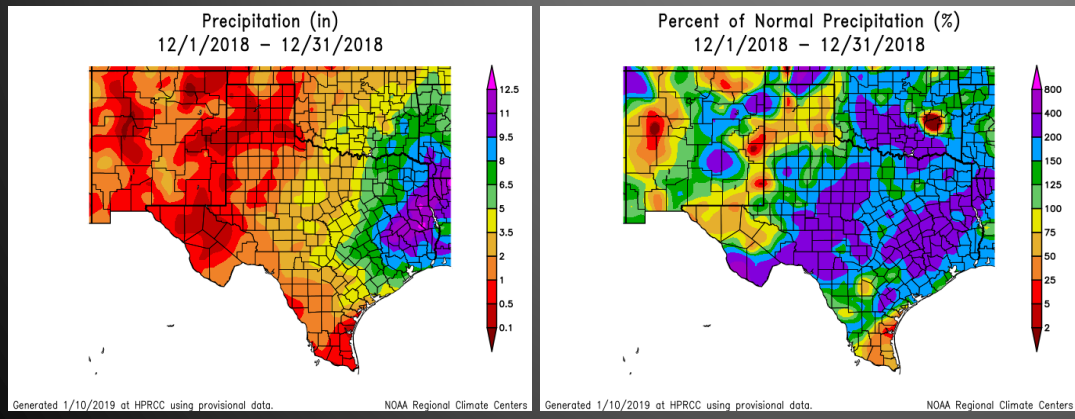 Precipitation (in)
12/1/2018 – 12/31/2018
12.5
11
9.5
8
6.5
5
3.5
2
1
0.5
0.1
Generated 1/10/2019 at HPRCC using provisional data.
NOAA Regional Climate Centers
Percent of Normal Precipitation (%)
12/1/2018 – 12/31/2018
800
400
200
150
125
100
75
50
25
5
2
Generated 1/10/2019 at HPRCC using provisional data.
NOAA Regional Climate Centers